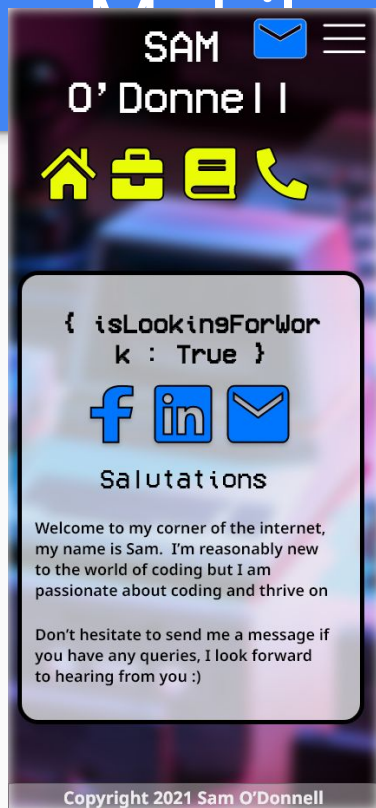 SAM
O'Donnell
{ isLookingForWor
k : True }
in
Salutations
Welcome to my corner of the internet,
my name is Sam. I'm reasonably new
to the world of coding but I am
passionate about coding and thrive on
Don't hesitate to send me a message if
you have any queries, I look forward
to hearing from you :)
Copyright 2021 Sam O'Donnell